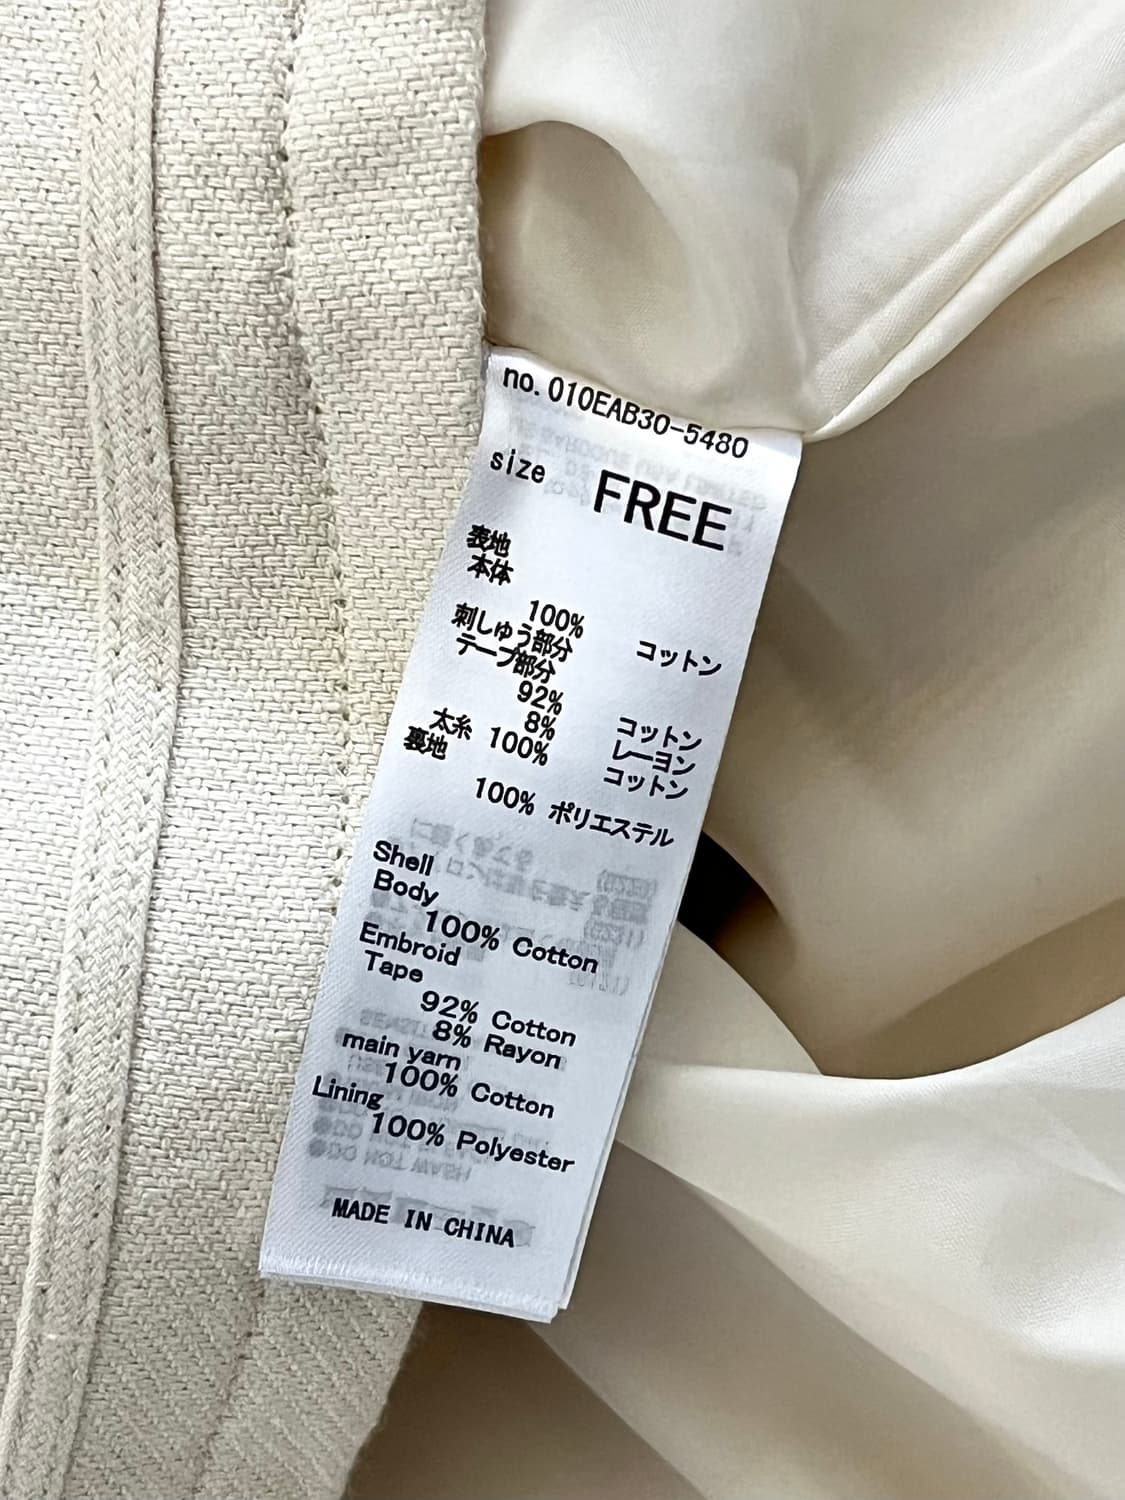 no. 010EAB30-5480
size FREE
表地
本体
100% コットン
刺しゅう部分
テープ部分
92% コットン
8% レーヨン
太糸 100% コットン
裏地
100% ポリエステル
Shell
Body
100% Cotton
Embroid
Tape
92% Cotton
8% Rayon
main yarn
100% Cotton
Lining
100% Polyester
MADE IN CHINA